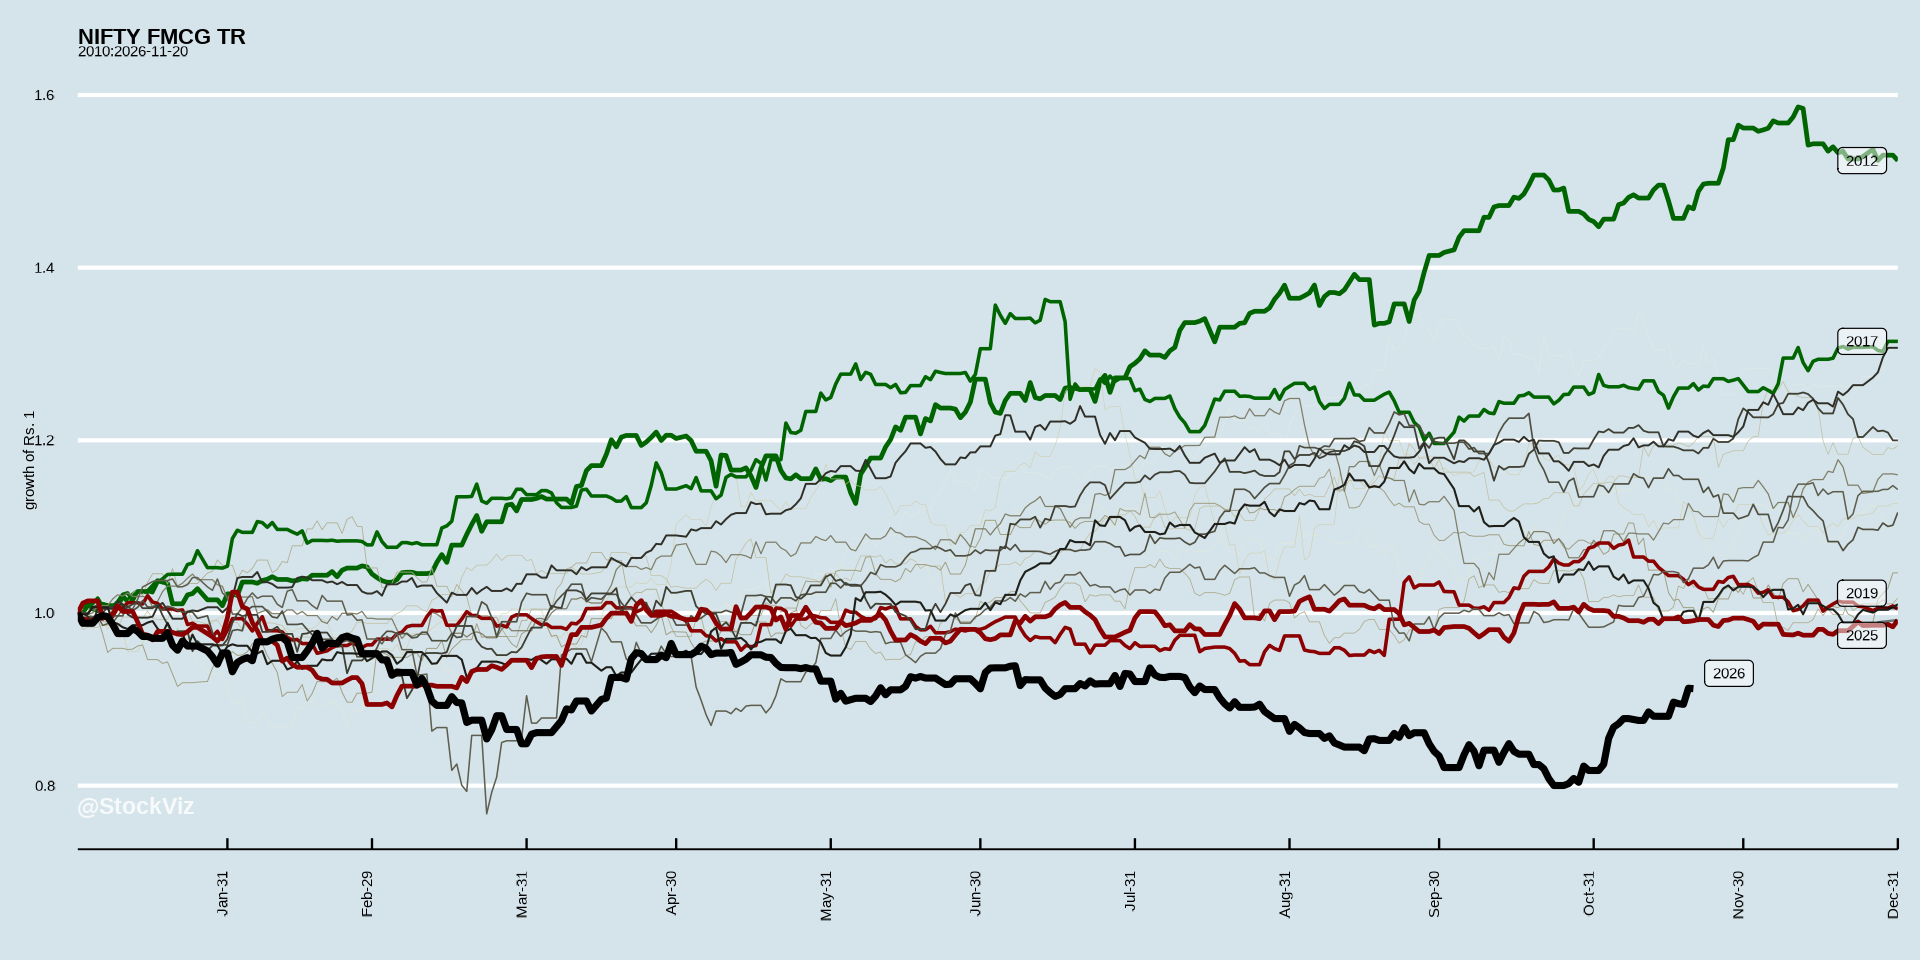 NIFTY FMCG TR
2010:2026-11-20
growth of Rs. 1
1.6
1.4
1.2
1.0
0.8
2012
2017
2019
2025
2026
@StockViz
Jan-31
Feb-29
Mar-31
Apr-30
May-31
Jun-30
Jul-31
Aug-31
Sep-30
Oct-31
Nov-30
Dec-31